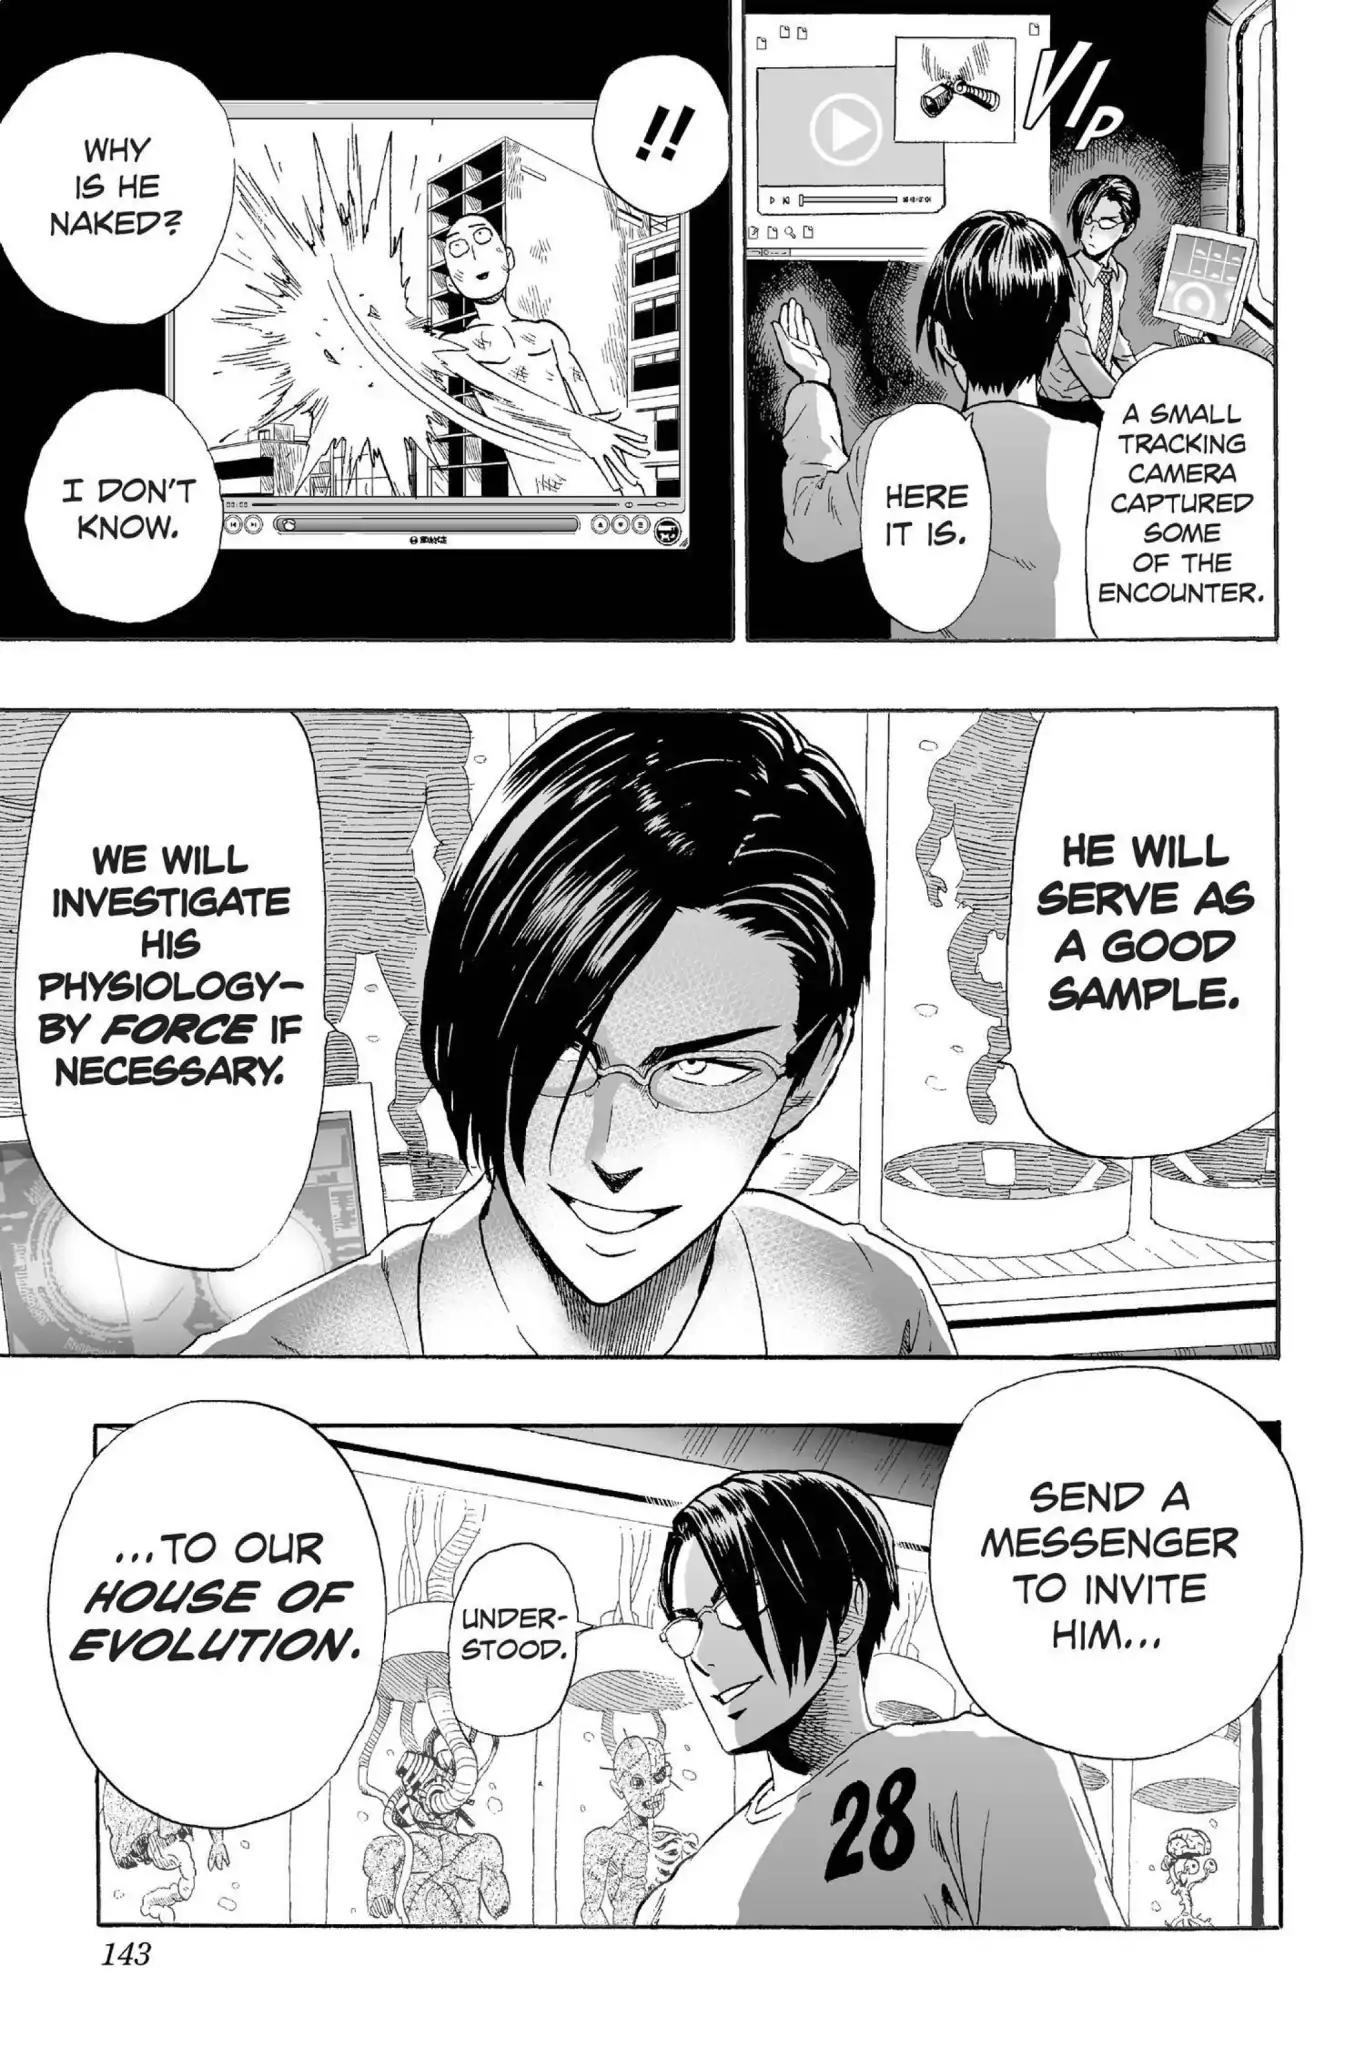 VIP
A SMALL
TRACKING
CAMERA
CAPTURED
SOME
OF THE
ENCOUNTER.
HERE
IT IS.
!!
WHY
IS HE
NAKED?
I DON'T
KNOW.
HE WILL
SERVE AS
A GOOD
SAMPLE.
WE WILL
INVESTIGATE
HIS
PHYSIOLOGY-
BY FORCE IF
NECESSARY.
SEND A
MESSENGER
TO INVITE
HIM...
UNDER-
STOOD.
...TO OUR
HOUSE OF
EVOLUTION.
28
143